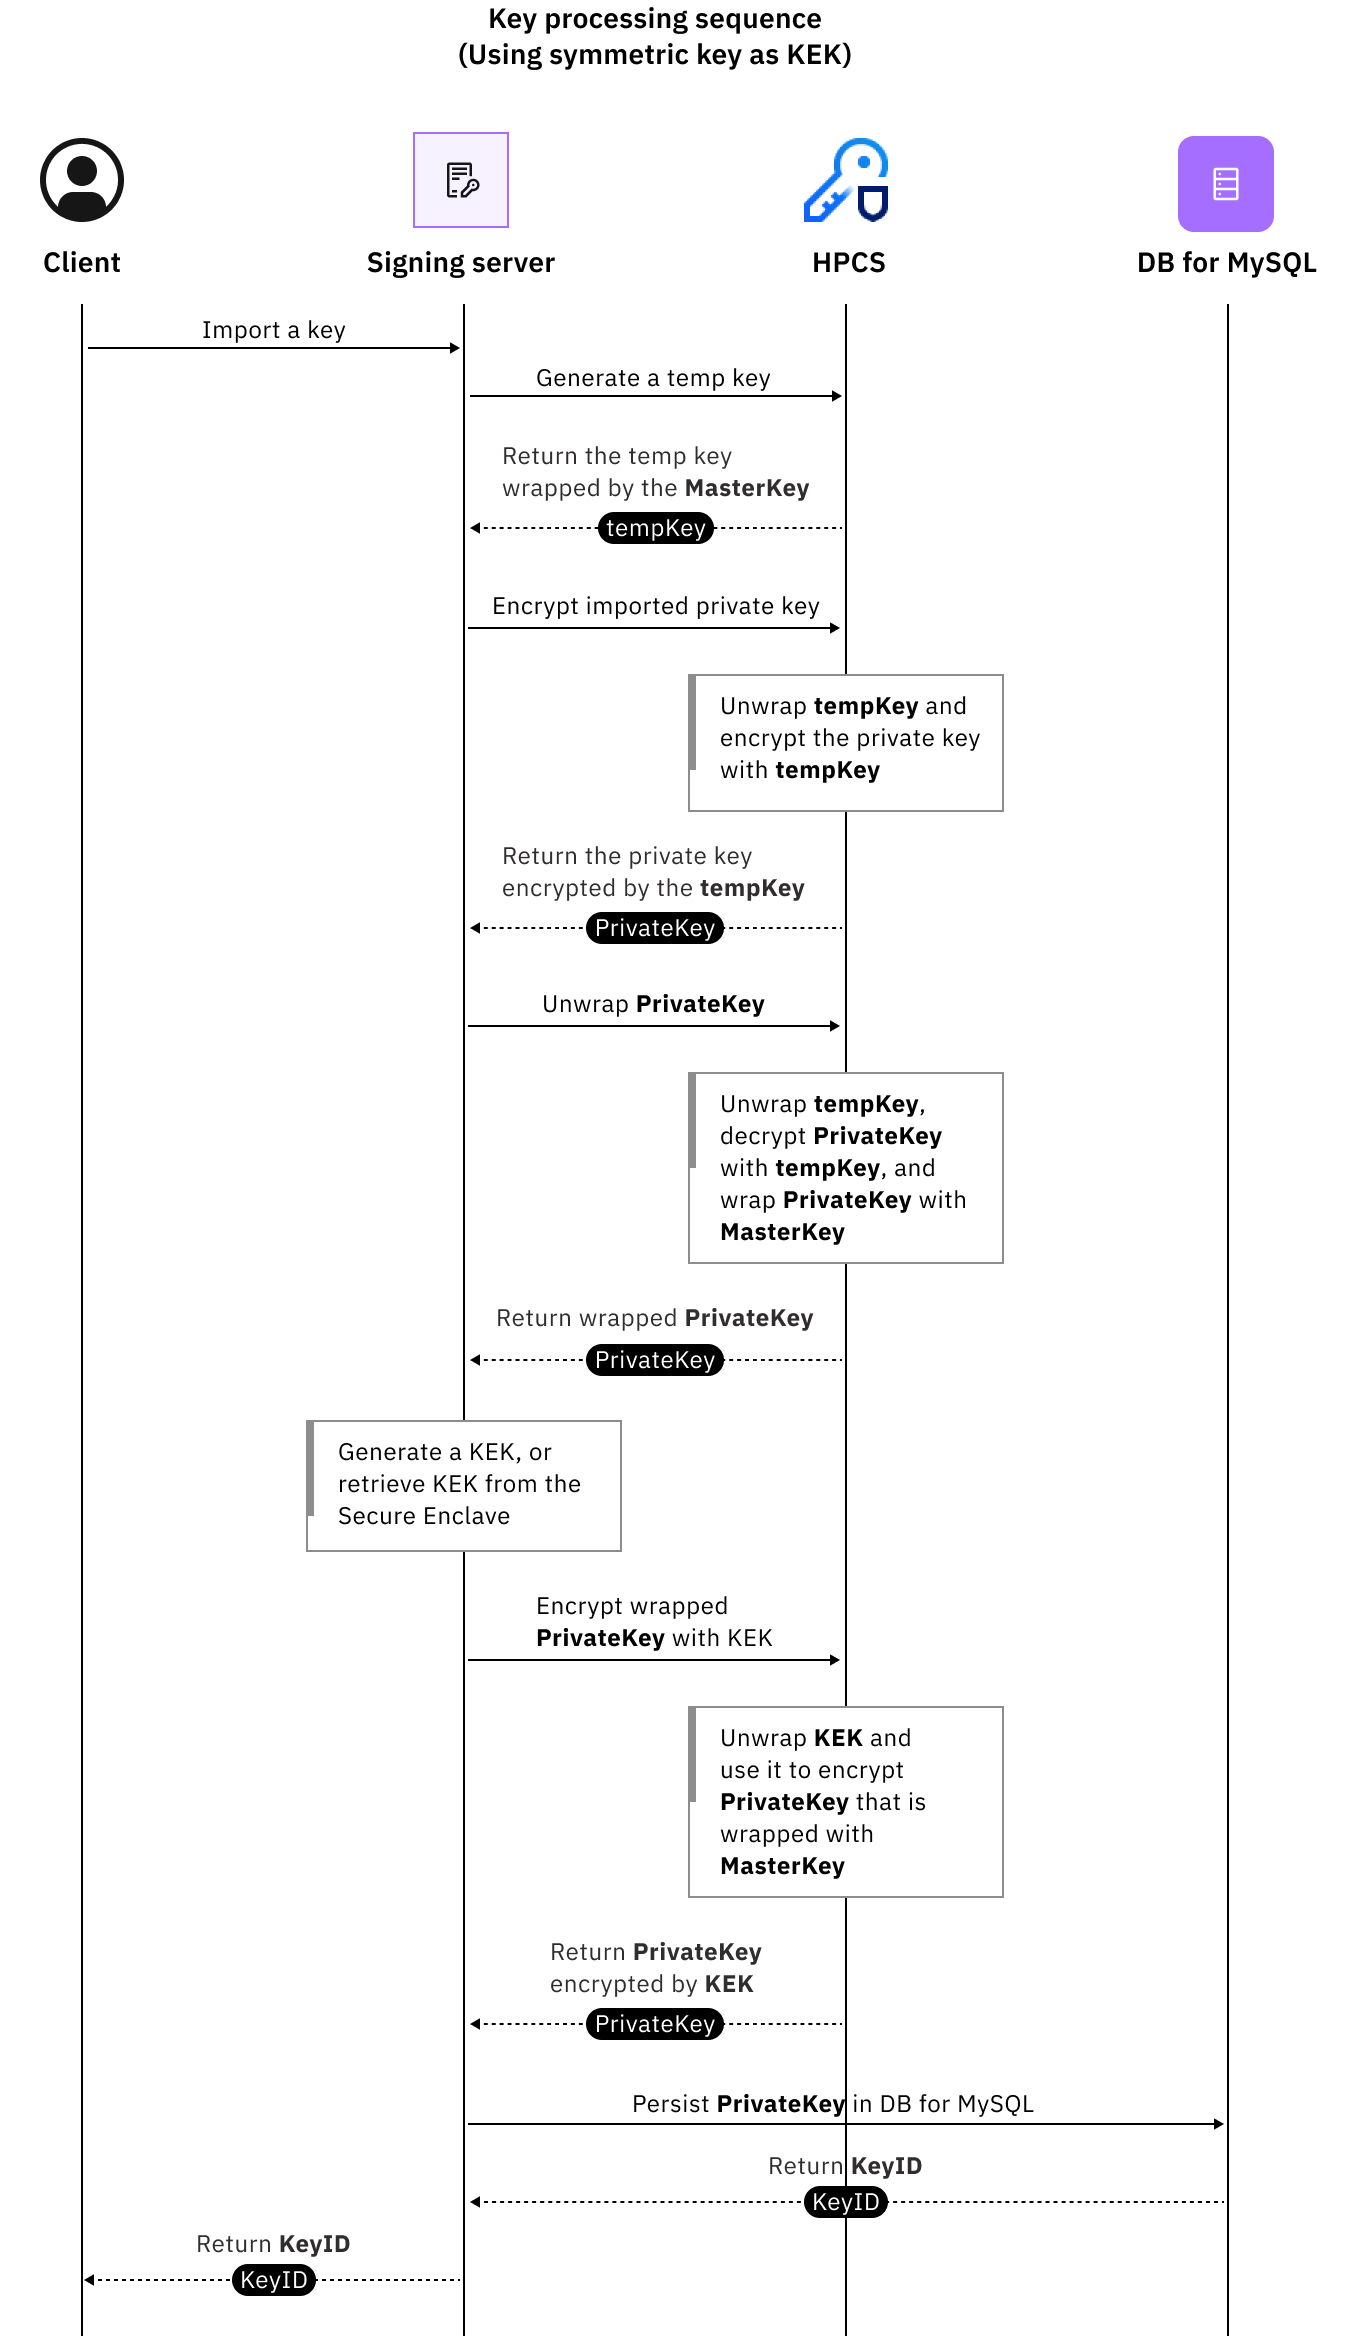 Key processing sequence
(Using symmetric key as KEK)
Client
Signing server
HPCS
DB for MySQL
Import a key
Generate a temp key
Return the temp key
wrapped by the MasterKey
tempKey
Encrypt imported private key
Unwrap tempKey and
encrypt the private key
with tempKey
Return the private key
encrypted by the tempKey
PrivateKey
Unwrap PrivateKey
Unwrap tempKey,
decrypt PrivateKey
with tempKey, and
wrap PrivateKey with
MasterKey
Return wrapped PrivateKey
PrivateKey
Generate a KEK, or
retrieve KEK from the
Secure Enclave
Encrypt wrapped
PrivateKey with KEK
Unwrap KEK and
use it to encrypt
PrivateKey that is
wrapped with
MasterKey
Return PrivateKey
encrypted by KEK
PrivateKey
Persist PrivateKey in DB for MySQL
Return KeyID
KeyID
Return KeyID
KeyID